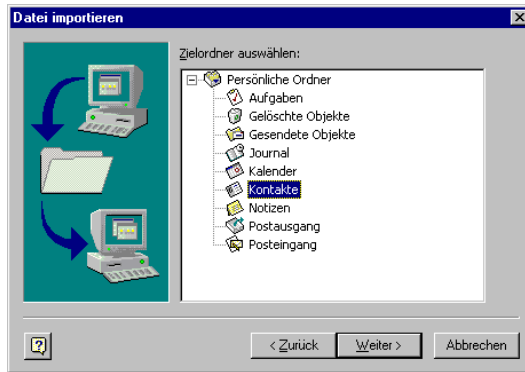 Datei importieren
Zielordner auswählen:
Persönliche Ordner
Aufgaben
Gelöschte Objekte
Gesendete Objekte
Journal
Kalender
Kontakte
Notizen
Postausgang
Posteingang
< Zurück Weiter > Abbrechen